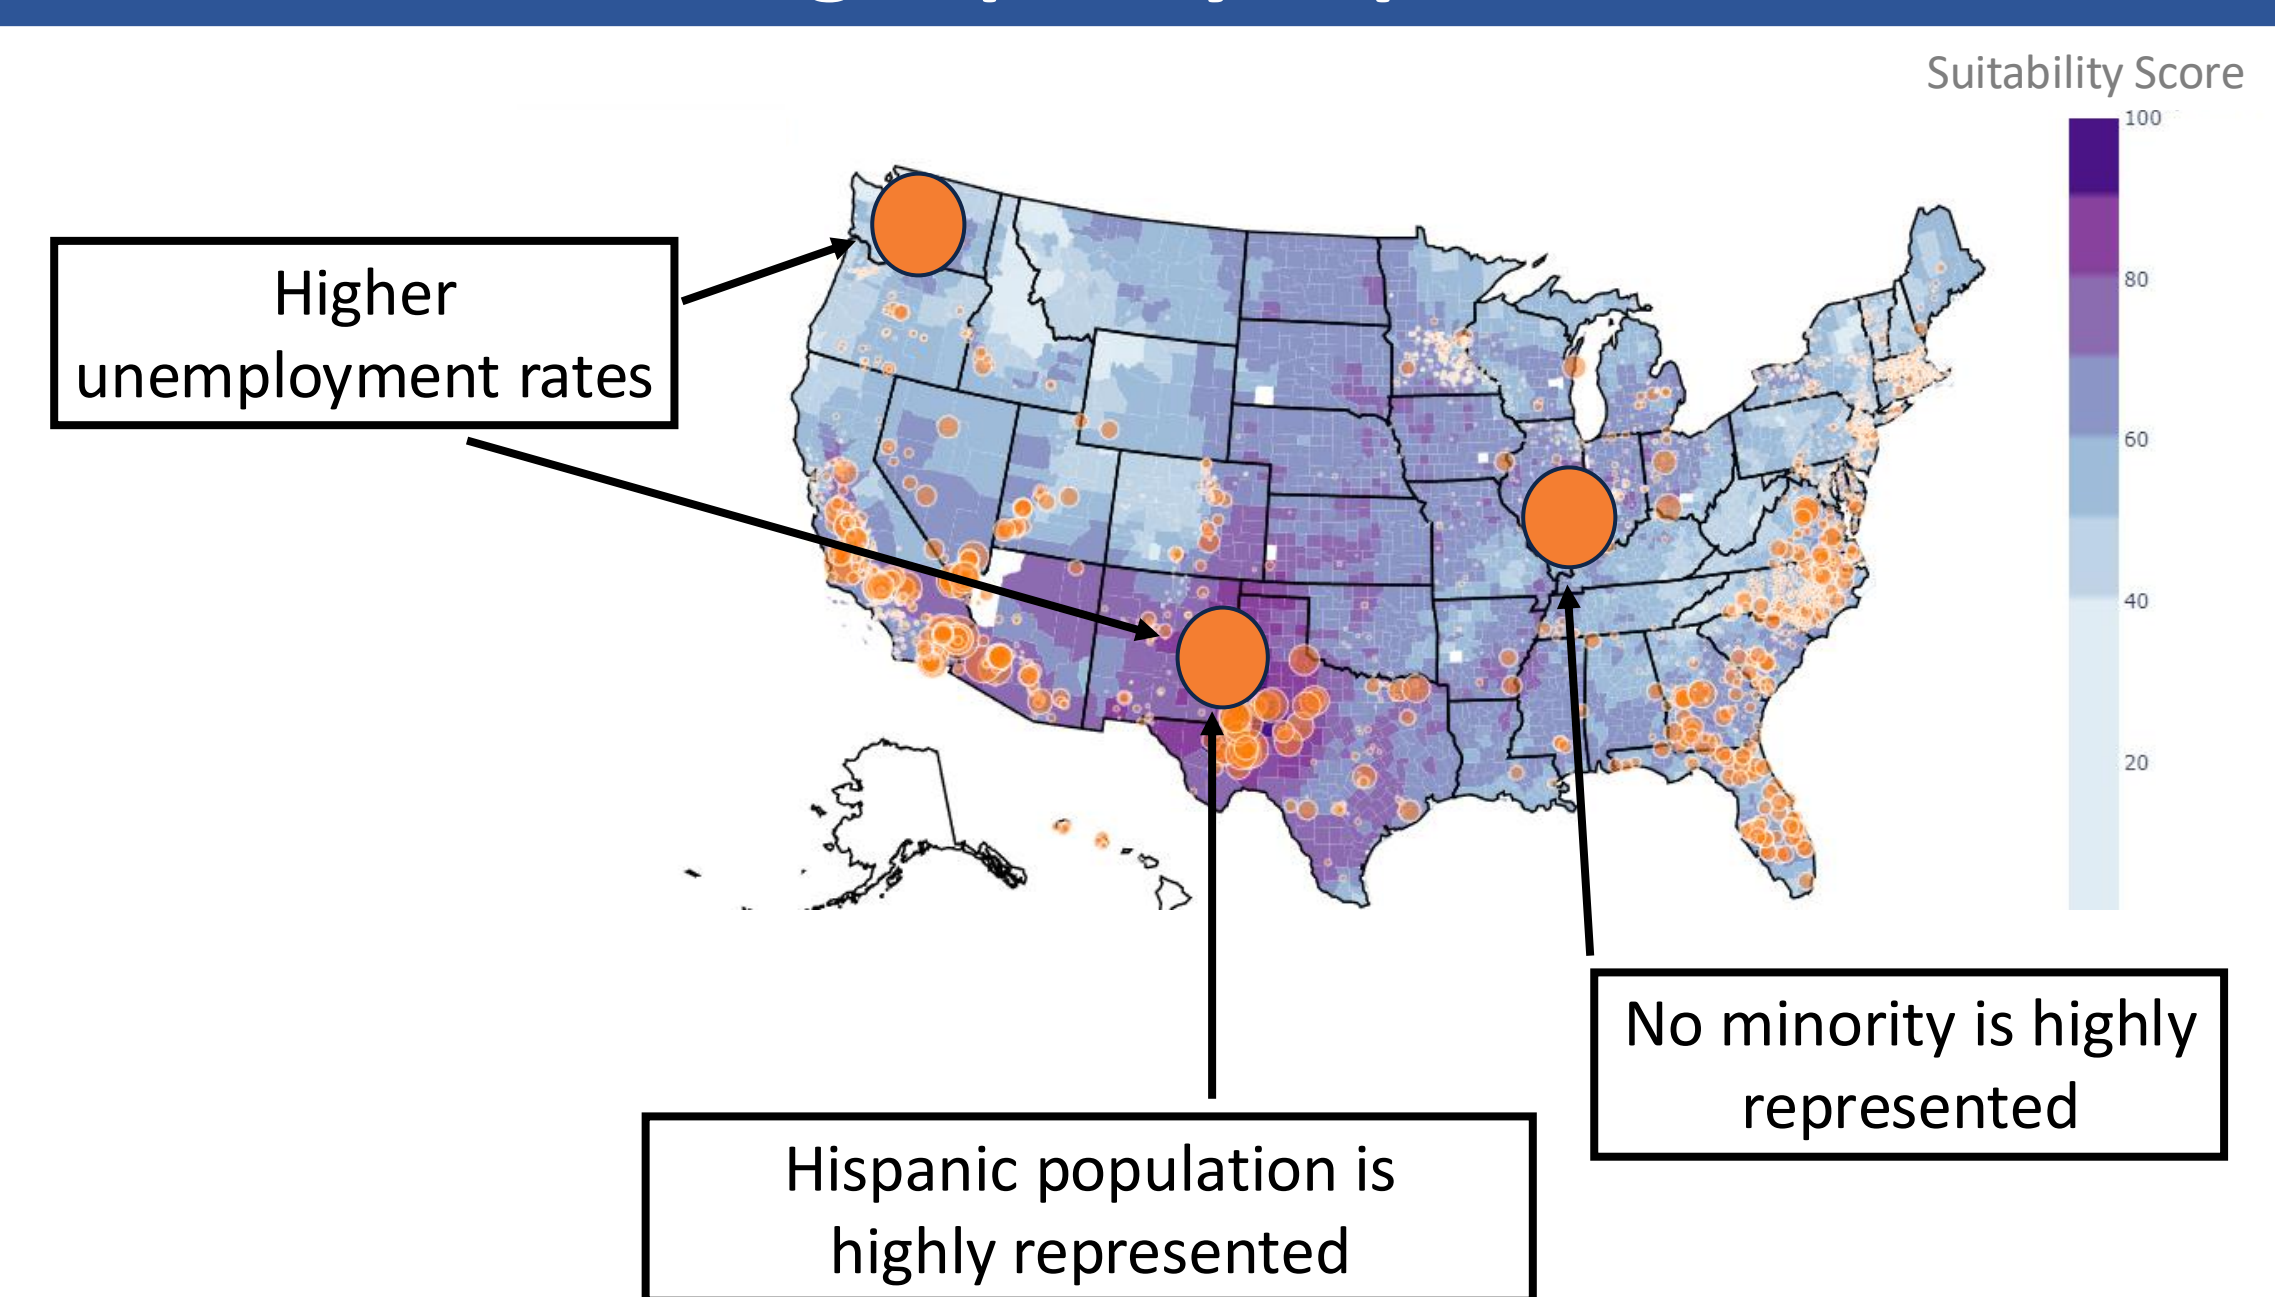 Suitability Score
100
80
60
40
20
Higher
unemployment rates
No minority is highly
represented
Hispanic population is
highly represented